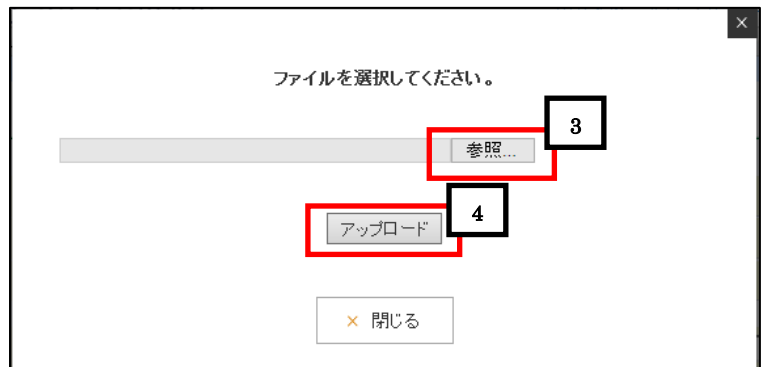 ×
ファイルを選択してください。
3
参照...
4
アップロード
× 閉じる